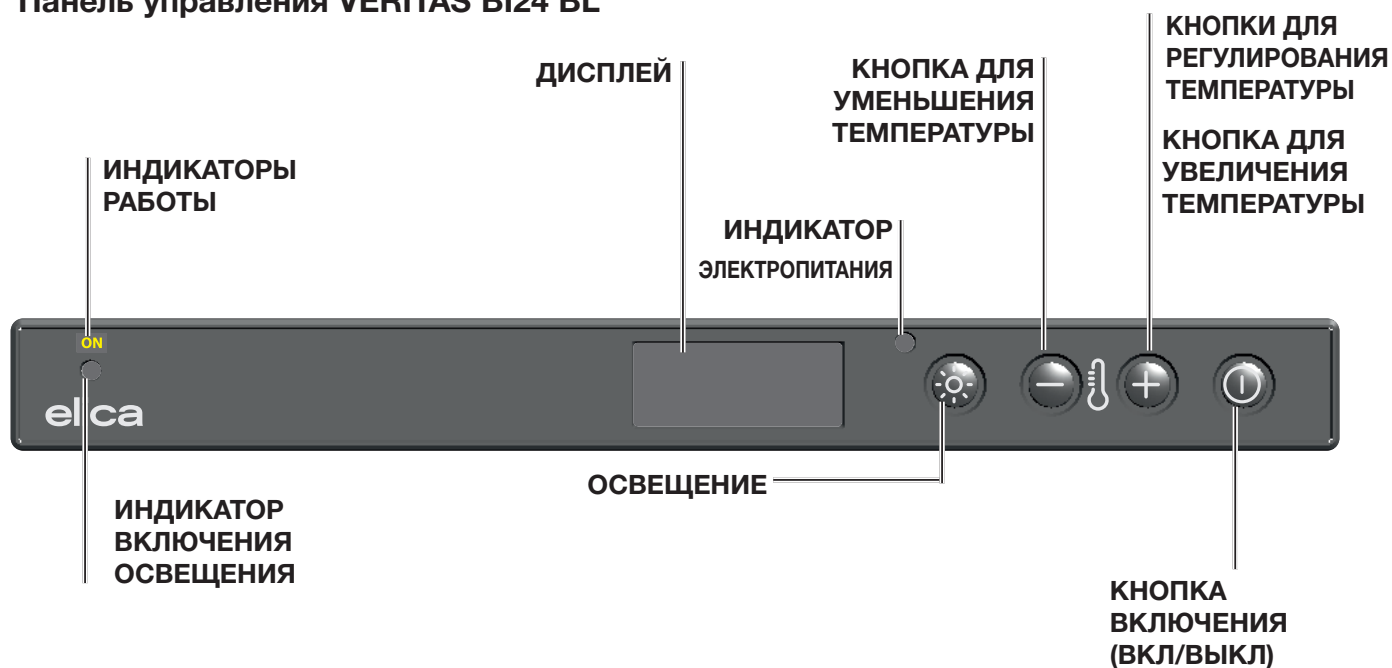 Панель управления VERITAS BI24 BL
КНОПКИ ДЛЯ
РЕГУЛИРОВАНИЯ
ТЕМПЕРАТУРЫ
ДИСПЛЕЙ
КНОПКА ДЛЯ
УМЕНЬШЕНИЯ
ТЕМПЕРАТУРЫ
КНОПКА ДЛЯ
УВЕЛИЧЕНИЯ
ТЕМПЕРАТУРЫ
ИНДИКАТОРЫ
РАБОТЫ
ИНДИКАТОР
ЭЛЕКТРОПИТАНИЯ
ON
elica
ОСВЕЩЕНИЕ
ИНДИКАТОР
ВКЛЮЧЕНИЯ
ОСВЕЩЕНИЯ
КНОПКА
ВКЛЮЧЕНИЯ
(ВКЛ/ВЫКЛ)